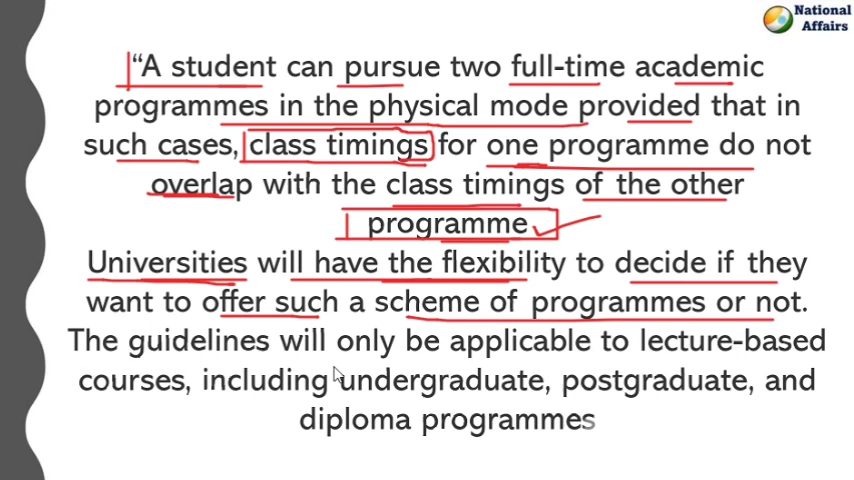 National
Affairs
“A student can pursue two full-time academic
programmes in the physical mode provided that in
such cases, class timings for one programme do not
overlap with the class timings of the other
programme
Universities will have the flexibility to decide if they
want to offer such a scheme of programmes or not.
The guidelines will only be applicable to lecture-based
courses, including undergraduate, postgraduate, and
diploma programmes